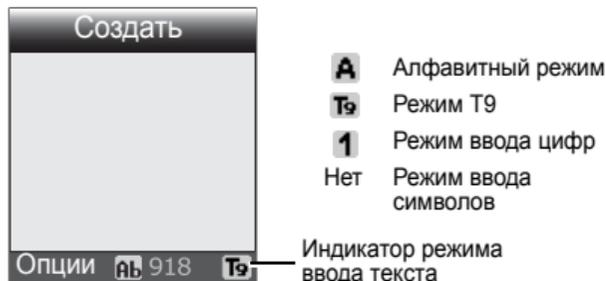 Создать
A Алфавитный режим
T9 Режим T9
1 Режим ввода цифр
Нет Режим ввода
символов
Опции Ab 918 T9
Индикатор режима
ввода текста